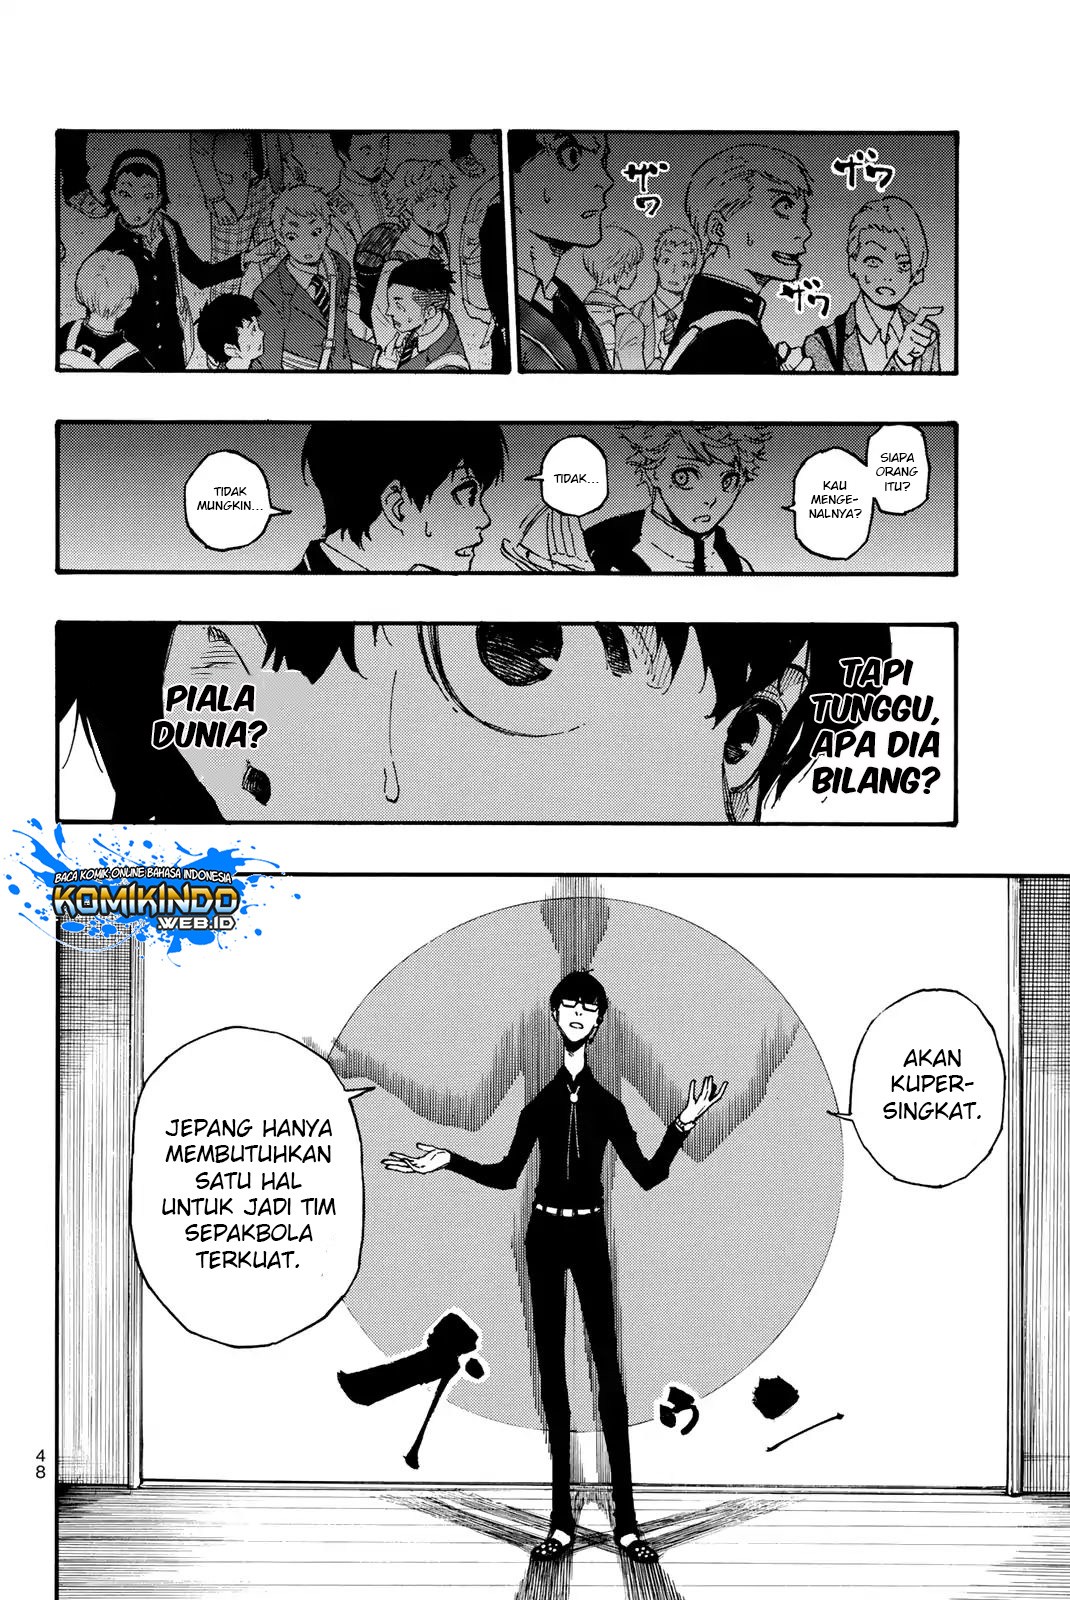 ザワ
ザワ
ザワ
SIAPA
ORANG
ITU?
KAU
MENGE-
NALNYA?
TIDAK...
TIDAK
MUNGKIN...
TAPI
TUNGGU,
APA DIA
BILANG?
PIALA
DUNIA?
BACA KOMIK ONLINE BAHASA INDONESIA
KOMIKINDO
WEB.ID
AKAN
KUPER-
SINGKAT.
JEPANG HANYA
MEMBUTUHKAN
SATU HAL
UNTUK JADI TIM
SEPAKBOLA
TERKUAT.
48